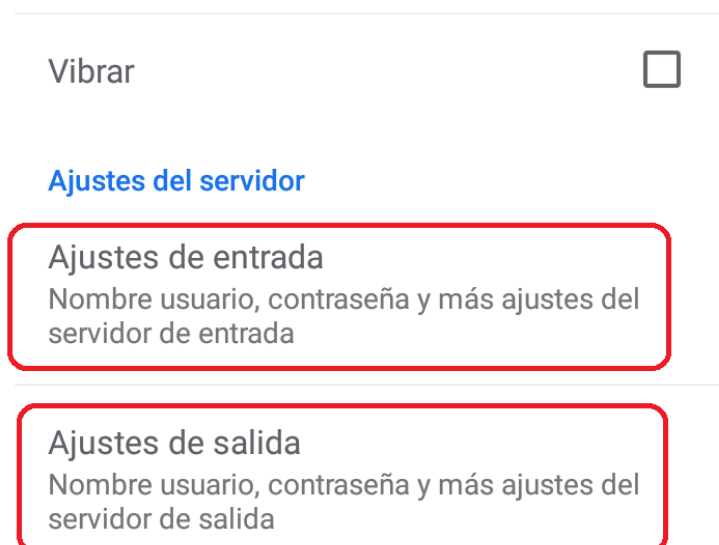 Vibrar
Ajustes del servidor
Ajustes de entrada
Nombre usuario, contraseña y más ajustes del
servidor de entrada
Ajustes de salida
Nombre usuario, contraseña y más ajustes del
servidor de salida